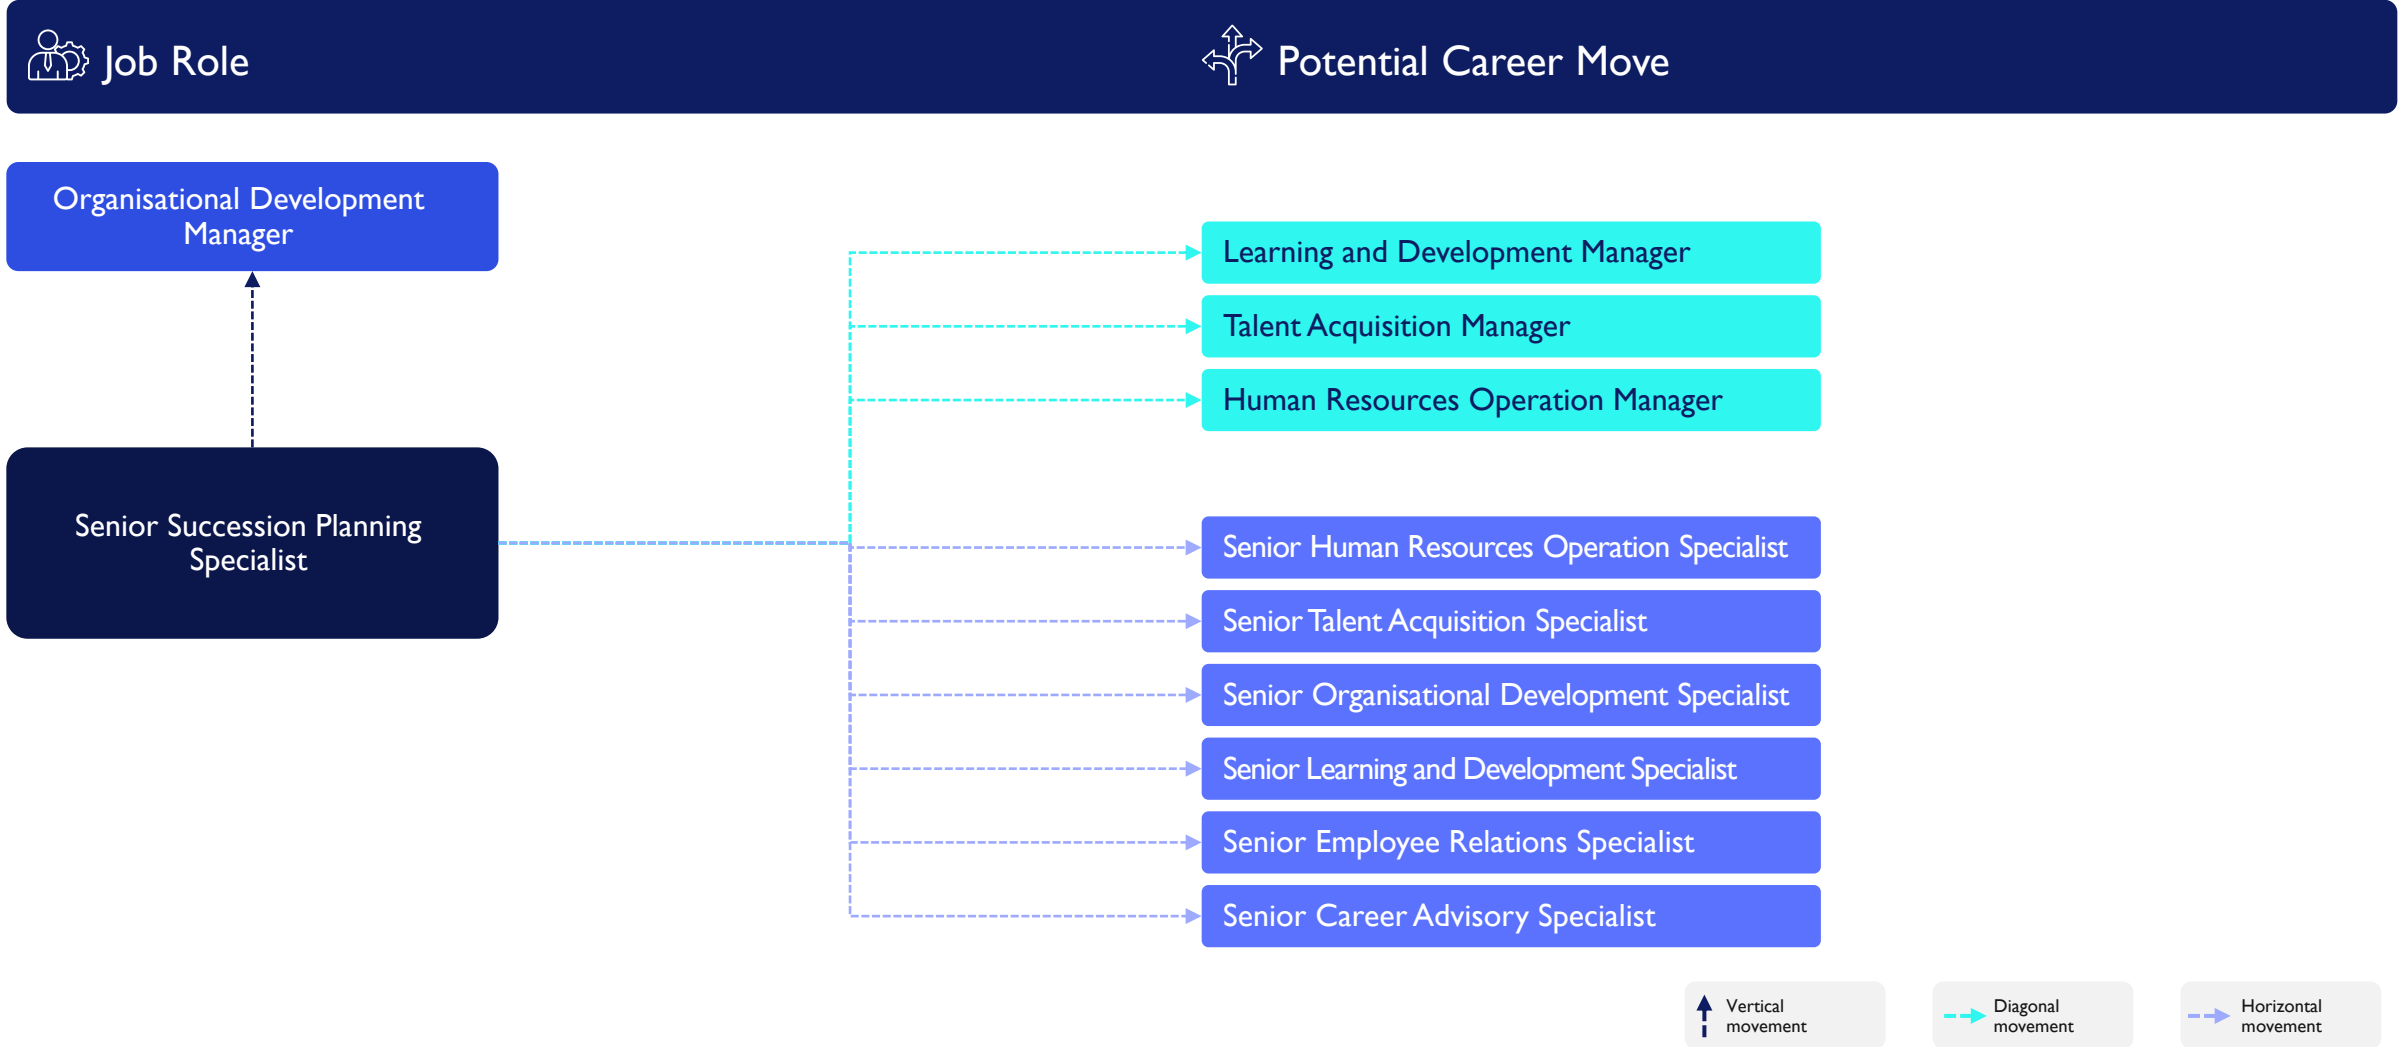 Job Role
Potential Career Move
Organisational Development
Manager
Learning and Development Manager
Talent Acquisition Manager
Human Resources Operation Manager
Senior Succession Planning
Specialist
Senior Human Resources Operation Specialist
Senior Talent Acquisition Specialist
Senior Organisational Development Specialist
Senior Learning and Development Specialist
Senior Employee Relations Specialist
Senior Career Advisory Specialist
Vertical
movement
Diagonal
movement
Horizontal
movement